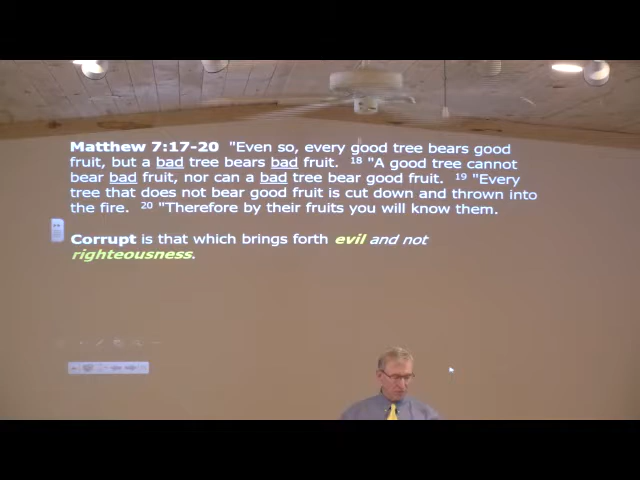 Matthew 7:17-20 "Even so, every good tree bears good
fruit, but a bad tree bears bad fruit. 18 "A good tree cannot
bear bad fruit, nor can a bad tree bear good fruit. 19 "Every
tree that does not bear good fruit is cut down and thrown into
the fire. 20 "Therefore by their fruits you will know them.
Corrupt is that which brings forth evil and not
righteousness.